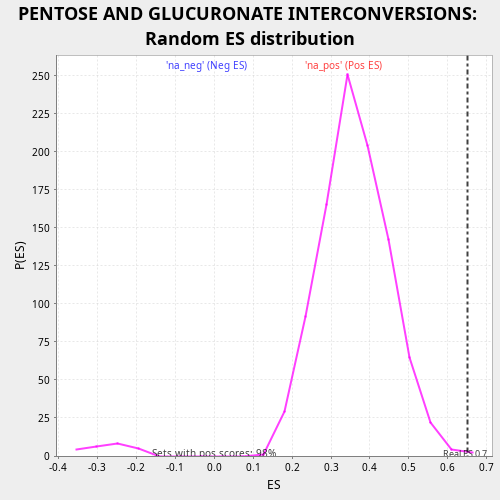 PENTOSE AND GLUCURONATE INTERCONVERSIONS:
Random ES distribution
'na_neg' (Neg ES) 'na_pos' (Pos ES)
250
225
200
175
150
125
100
75
50
25
0
P(ES)
Sets with pos scores: 98%
Real ES 0.7
-0.4 -0.3 -0.2 -0.1 0.0 0.1 0.2 0.3 0.4 0.5 0.6 0.7
ES